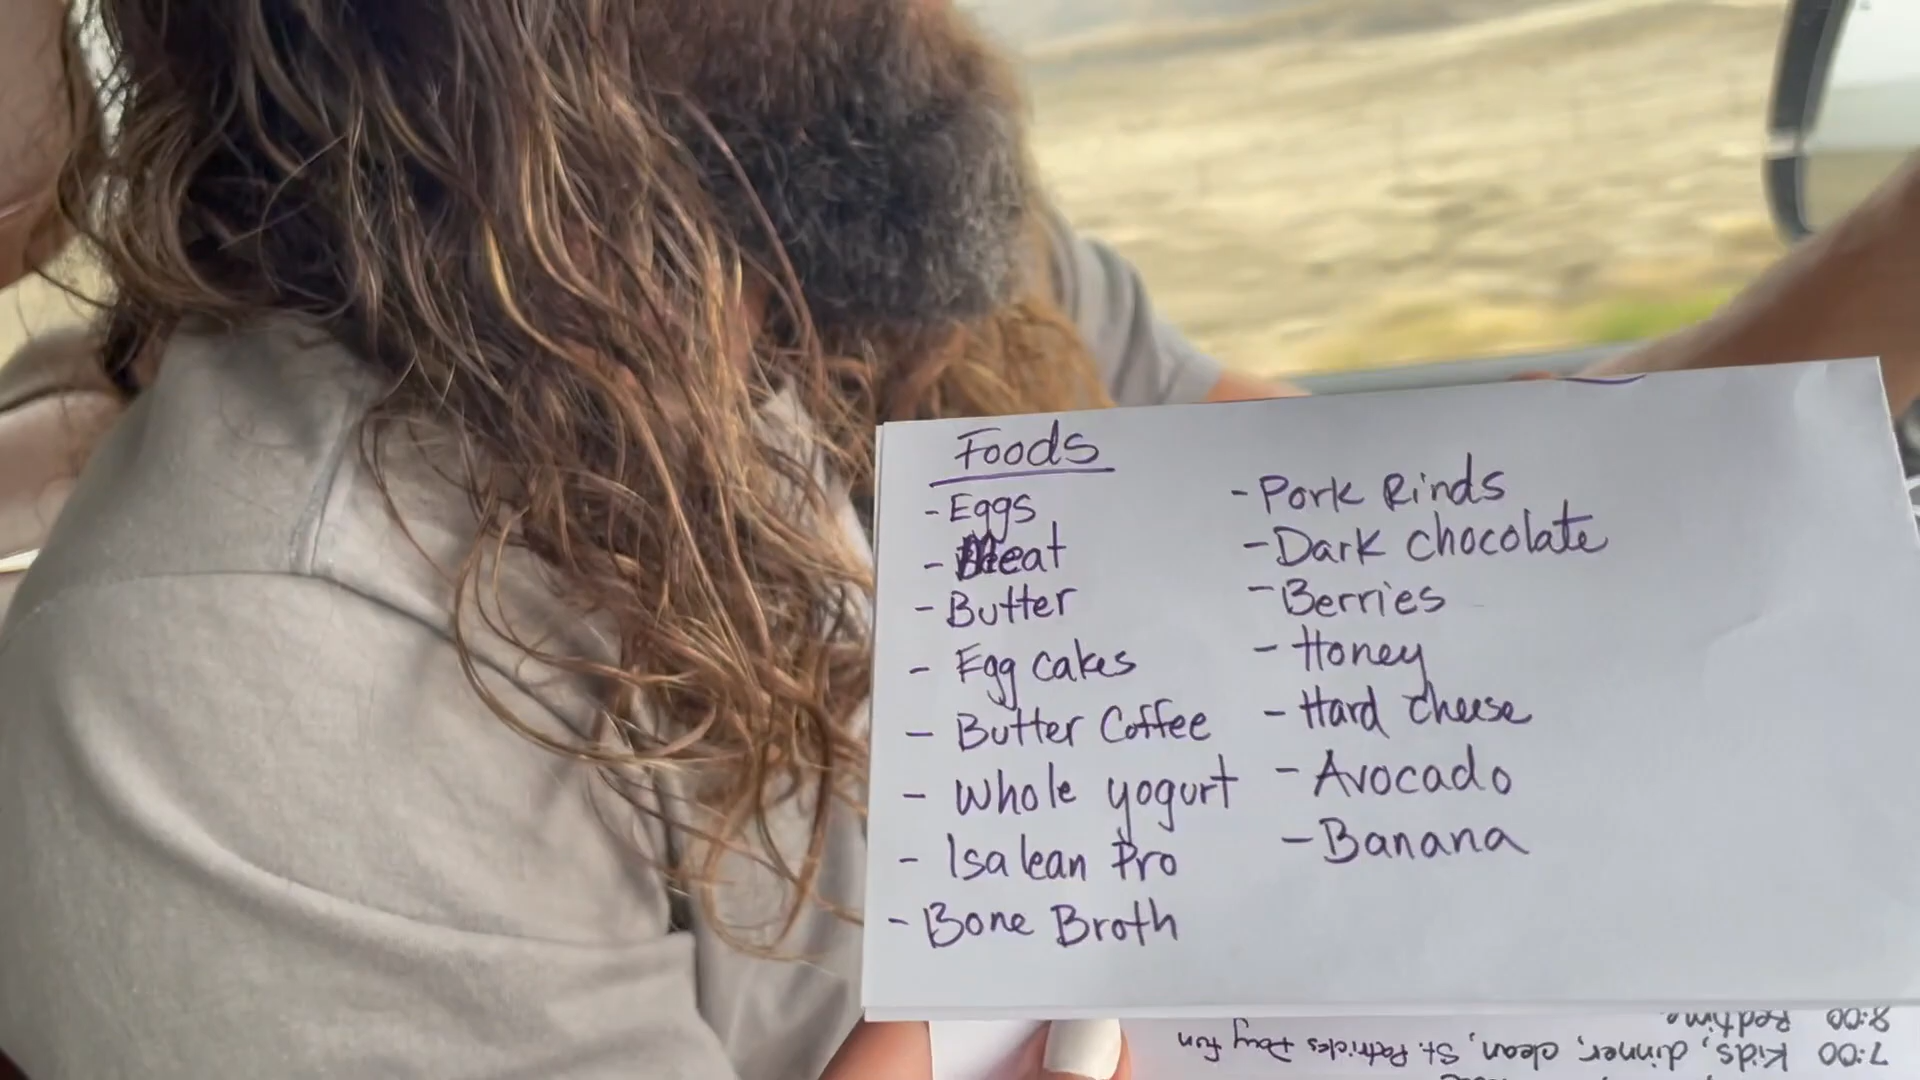 Foods
- Eggs
- Meat
- Butter
- Egg cakes
- Butter Coffee
- Whole yogurt
- Isalean Pro
- Bone Broth
- Pork Rinds
- Dark chocolate
- Berries
- Honey
- Hard cheese
- Avocado
- Banana
7:00 Kids, dinner, clean, St. Patricks Day fun
8:00 Bedtime